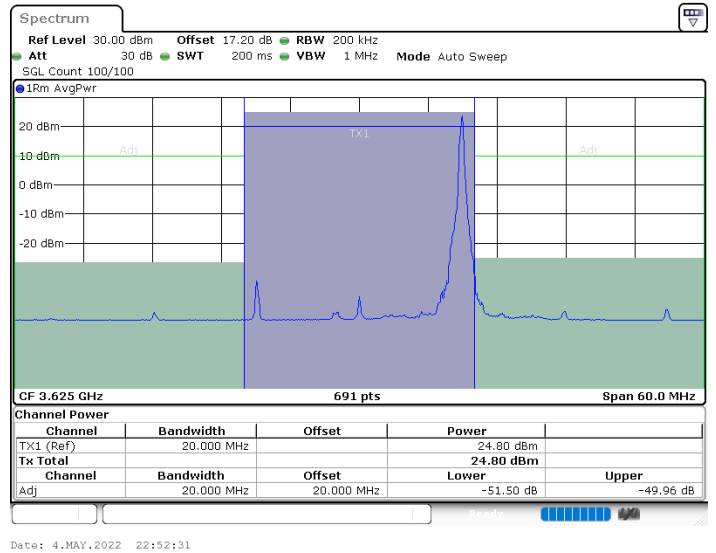 Spectrum
Ref Level 30.00 dBm Offset 17.20 dB RBW 200 kHz
Att 30 dB SWT 200 ms VBW 1 MHz Mode Auto Sweep
SGL Count 100/100
1Rm AvgPwr
20 dBm
TX1
10 dBm Adj Adj
0 dBm
-10 dBm
-20 dBm
CF 3.625 GHz 691 pts Span 60.0 MHz
Channel Power
Channel Bandwidth Offset Power
TX1 (Ref) 20.000 MHz 24.80 dBm
Tx Total 24.80 dBm
Channel Bandwidth Offset Lower Upper
Adj 20.000 MHz 20.000 MHz -51.50 dB -49.96 dB
Ready
Date: 4.MAY.2022 22:52:31